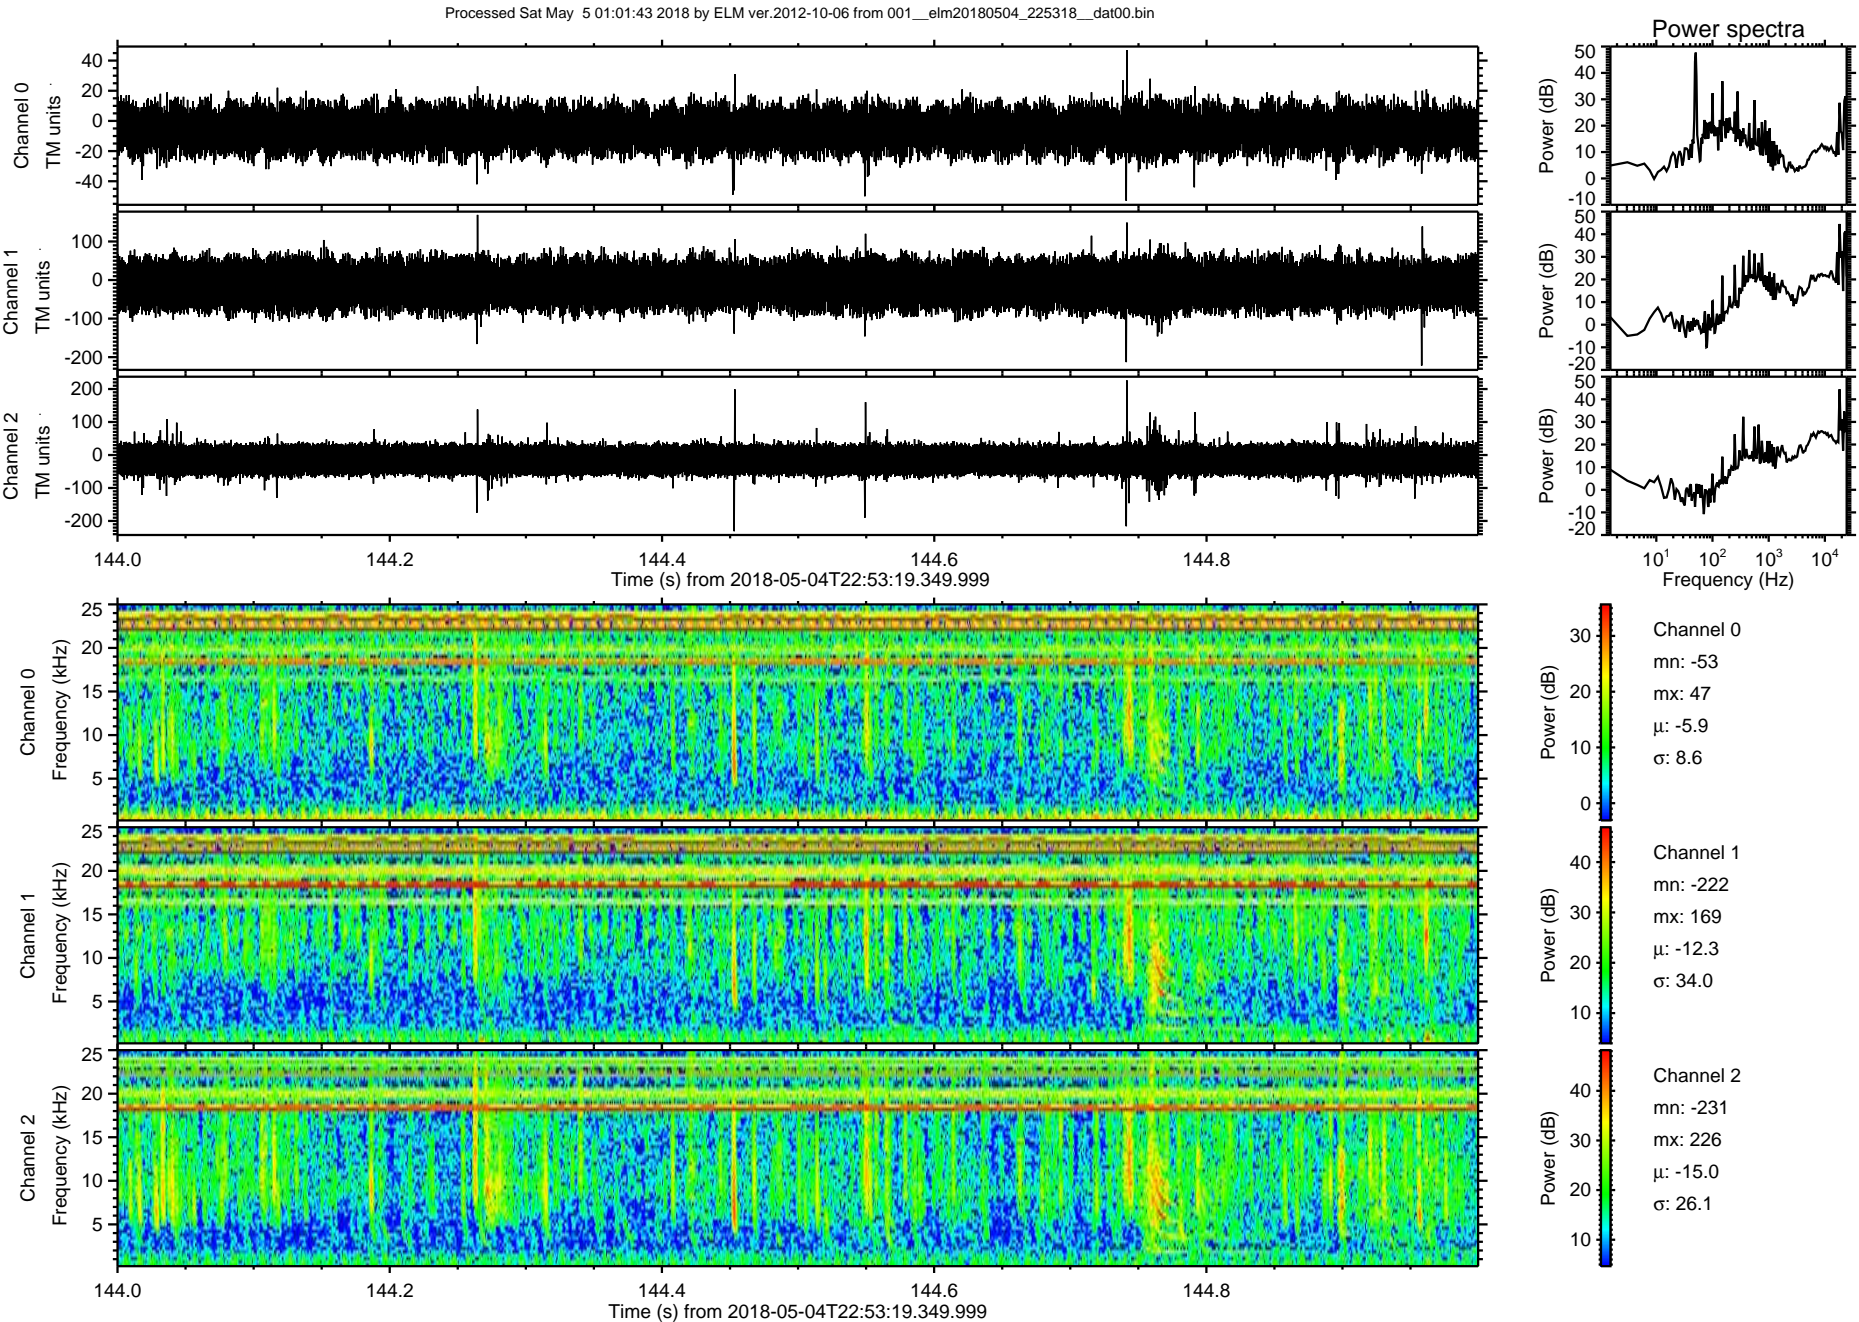 Processed Sat May  5 01:01:43 2018 by ELM ver.2012-10-06 from 001__elm20180504_225318__dat00.bin
Power spectra
Channel 0
TM units
40
20
0
-20
-40
Power (dB)
50
40
30
20
10
0
-10
Channel 1
TM units
100
0
-100
-200
Power (dB)
50
40
30
20
10
0
-10
-20
Channel 2
TM units
200
100
0
-100
-200
Power (dB)
50
40
30
20
10
0
-10
-20
144.0 144.2 144.4 144.6 144.8
Time (s) from 2018-05-04T22:53:19.349.999
10^1 10^2 10^3 10^4
Frequency (Hz)
Channel 0
Frequency (kHz)
25
20
15
10
5
Power (dB)
30
20
10
0
Channel 0
mn: -53
mx: 47
μ: -5.9
σ: 8.6
Channel 1
Frequency (kHz)
25
20
15
10
5
Power (dB)
40
30
20
10
Channel 1
mn: -222
mx: 169
μ: -12.3
σ: 34.0
Channel 2
Frequency (kHz)
25
20
15
10
5
Power (dB)
40
30
20
10
Channel 2
mn: -231
mx: 226
μ: -15.0
σ: 26.1
144.0 144.2 144.4 144.6 144.8
Time (s) from 2018-05-04T22:53:19.349.999